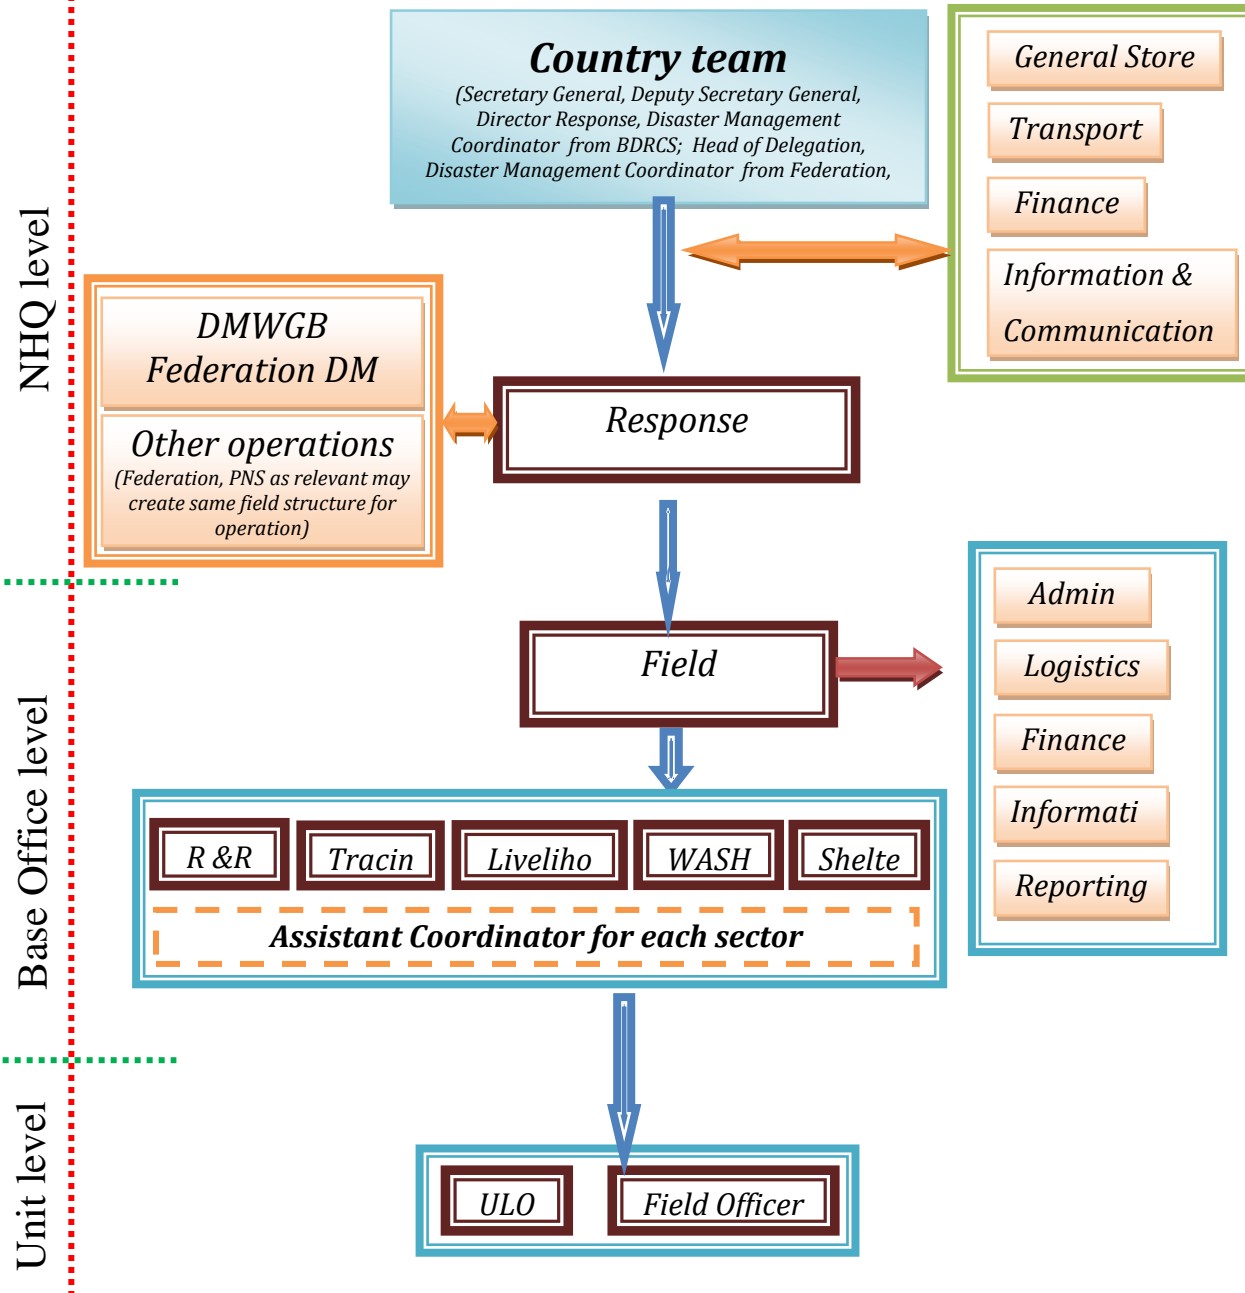 Country team
(Secretary General, Deputy Secretary General,
Director Response, Disaster Management
Coordinator from BDRCS; Head of Delegation,
Disaster Management Coordinator from Federation,
General Store
Transport
Finance
Information &
Communication
NHQ level
DMWGB
Federation DM
Other operations
(Federation, PNS as relevant may
create same field structure for
operation)
Response
Field
Admin
Logistics
Finance
Informati
Reporting
Base Office level
R &R
Tracin
Liveliho
WASH
Shelte
Assistant Coordinator for each sector
Unit level
ULO
Field Officer